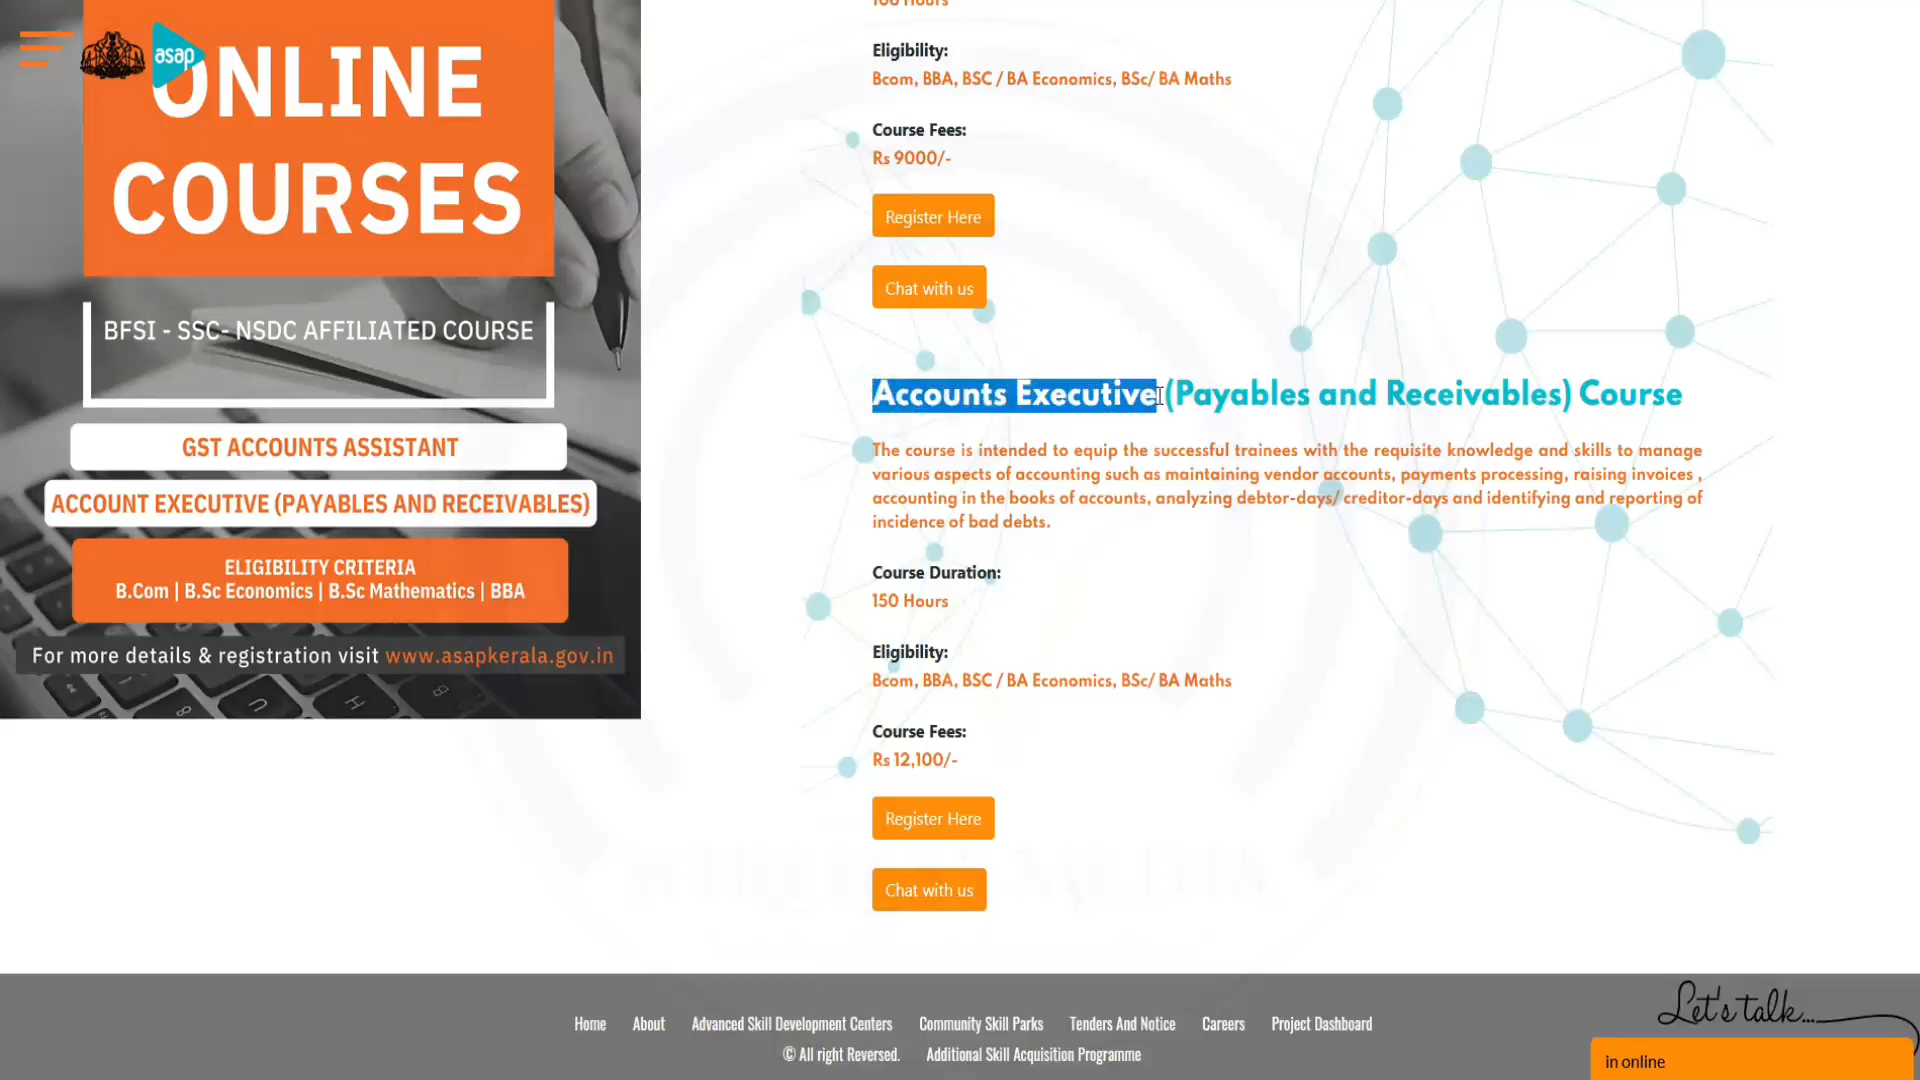 asap
ONLINE
COURSES
BFSI - SSC- NSDC AFFILIATED COURSE
GST ACCOUNTS ASSISTANT
ACCOUNT EXECUTIVE (PAYABLES AND RECEIVABLES)
ELIGIBILITY CRITERIA
B.Com | B.Sc Economics | B.Sc Mathematics | BBA
For more details & registration visit www.asapkerala.gov.in
Eligibility:
Bcom, BBA, BSC / BA Economics, BSc/ BA Maths
Course Fees:
Rs 9000/-
Register Here
Chat with us
Accounts Executive (Payables and Receivables) Course
The course is intended to equip the successful trainees with the requisite knowledge and skills to manage
various aspects of accounting such as maintaining vendor accounts, payments processing, raising invoices ,
accounting in the books of accounts, analyzing debtor-days/ creditor-days and identifying and reporting of
incidence of bad debts.
Course Duration:
150 Hours
Eligibility:
Bcom, BBA, BSC / BA Economics, BSc/ BA Maths
Course Fees:
Rs 12,100/-
Register Here
Chat with us
Home About Advanced Skill Development Centers Community Skill Parks Tenders And Notice Careers Project Dashboard
© All right Reversed. Additional Skill Acquisition Programme
Let's talk...
in online